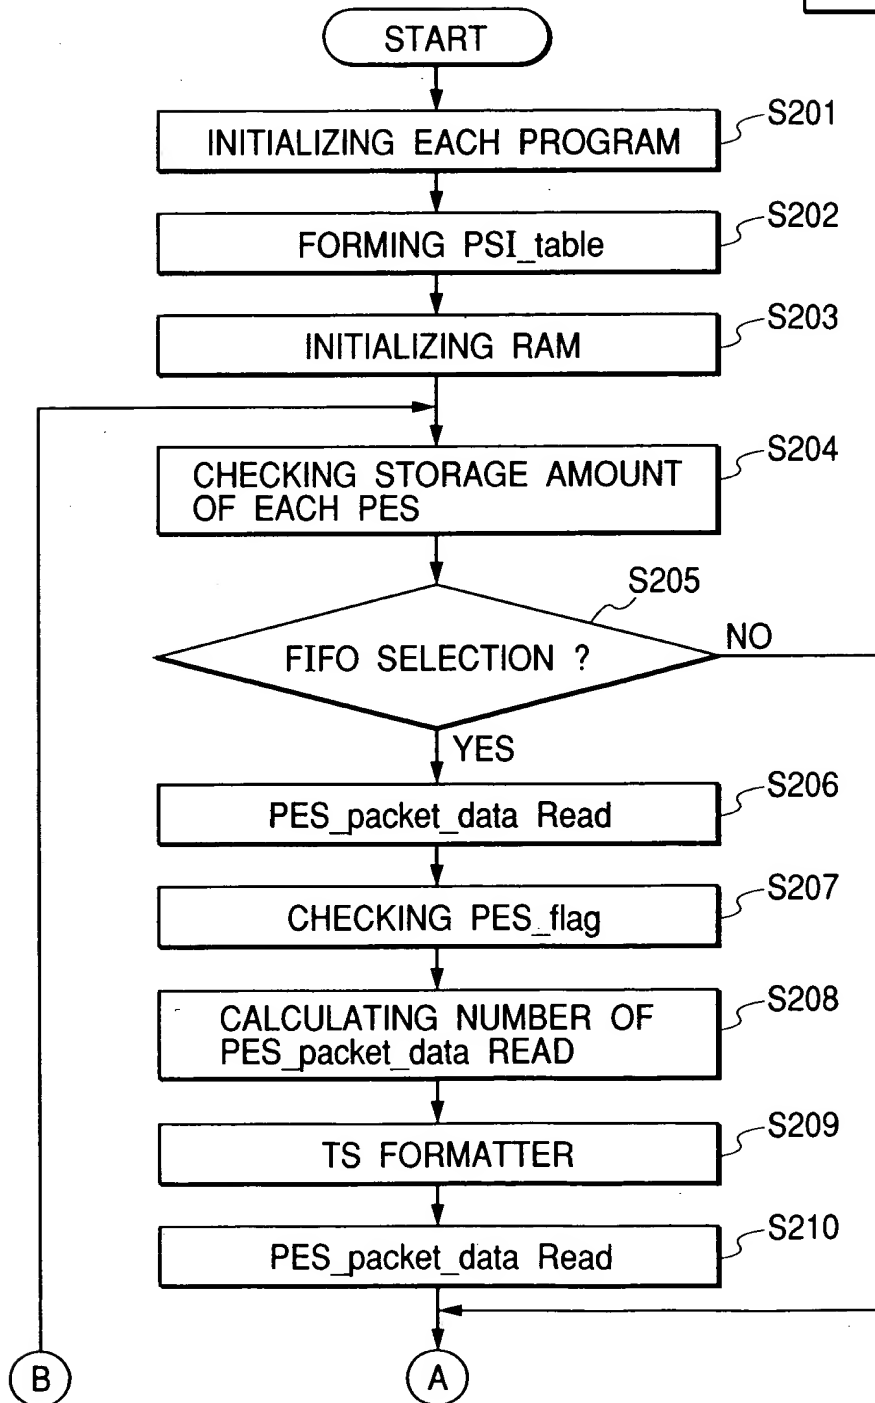 START
S201
INITIALIZING EACH PROGRAM
S202
FORMING PSI_table
S203
INITIALIZING RAM
S204
CHECKING STORAGE AMOUNT
OF EACH PES
S205
FIFO SELECTION ?
NO
YES
S206
PES_packet_data Read
S207
CHECKING PES_flag
S208
CALCULATING NUMBER OF
PES_packet_data READ
S209
TS FORMATTER
S210
PES_packet_data Read
B
A